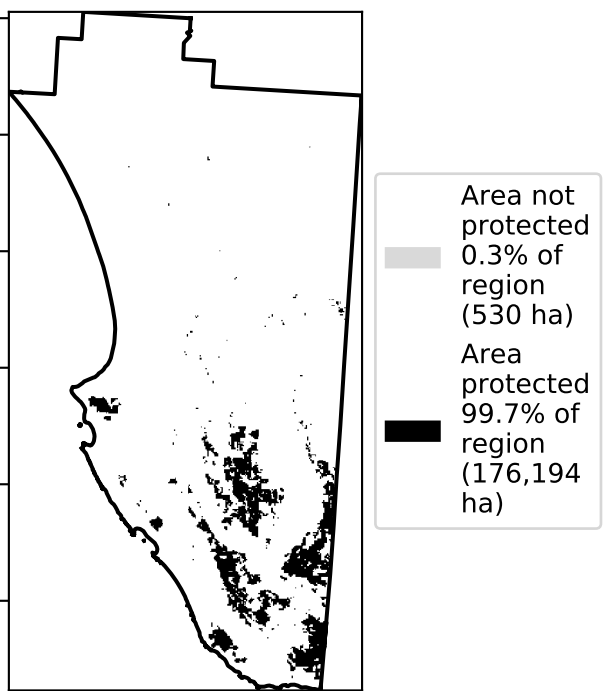 Area not
protected
0.3% of
region
(530 ha)
Area
protected
99.7% of
region
(176,194
ha)